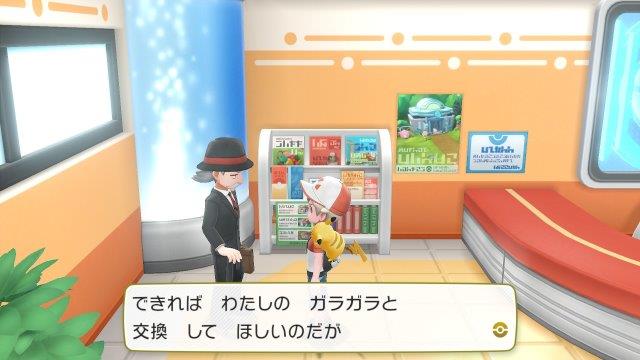 できれば　わたしの　ガラガラと
交換　して　ほしいのだが